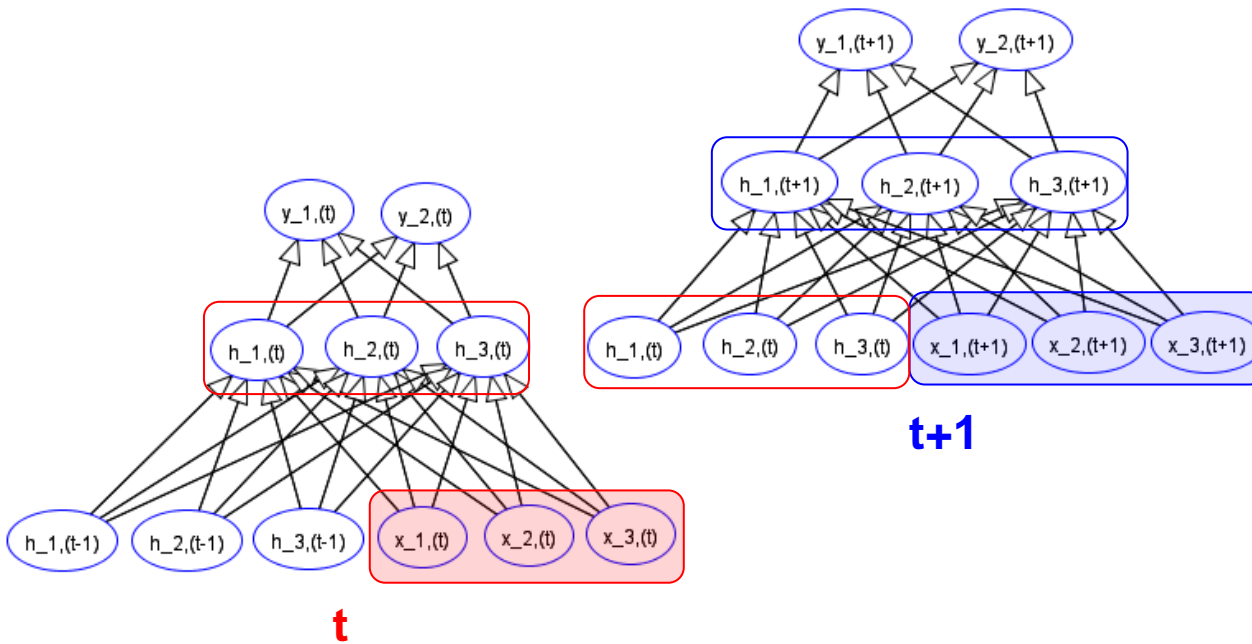 y_1,(t+1) y_2,(t+1)
h_1,(t+1) h_2,(t+1) h_3,(t+1)
y_1,(t) y_2,(t)
h_1,(t) h_2,(t) h_3,(t) x_1,(t+1) x_2,(t+1) x_3,(t+1)
h_1,(t) h_2,(t) h_3,(t)
t+1
h_1,(t-1) h_2,(t-1) h_3,(t-1) x_1,(t) x_2,(t) x_3,(t)
t